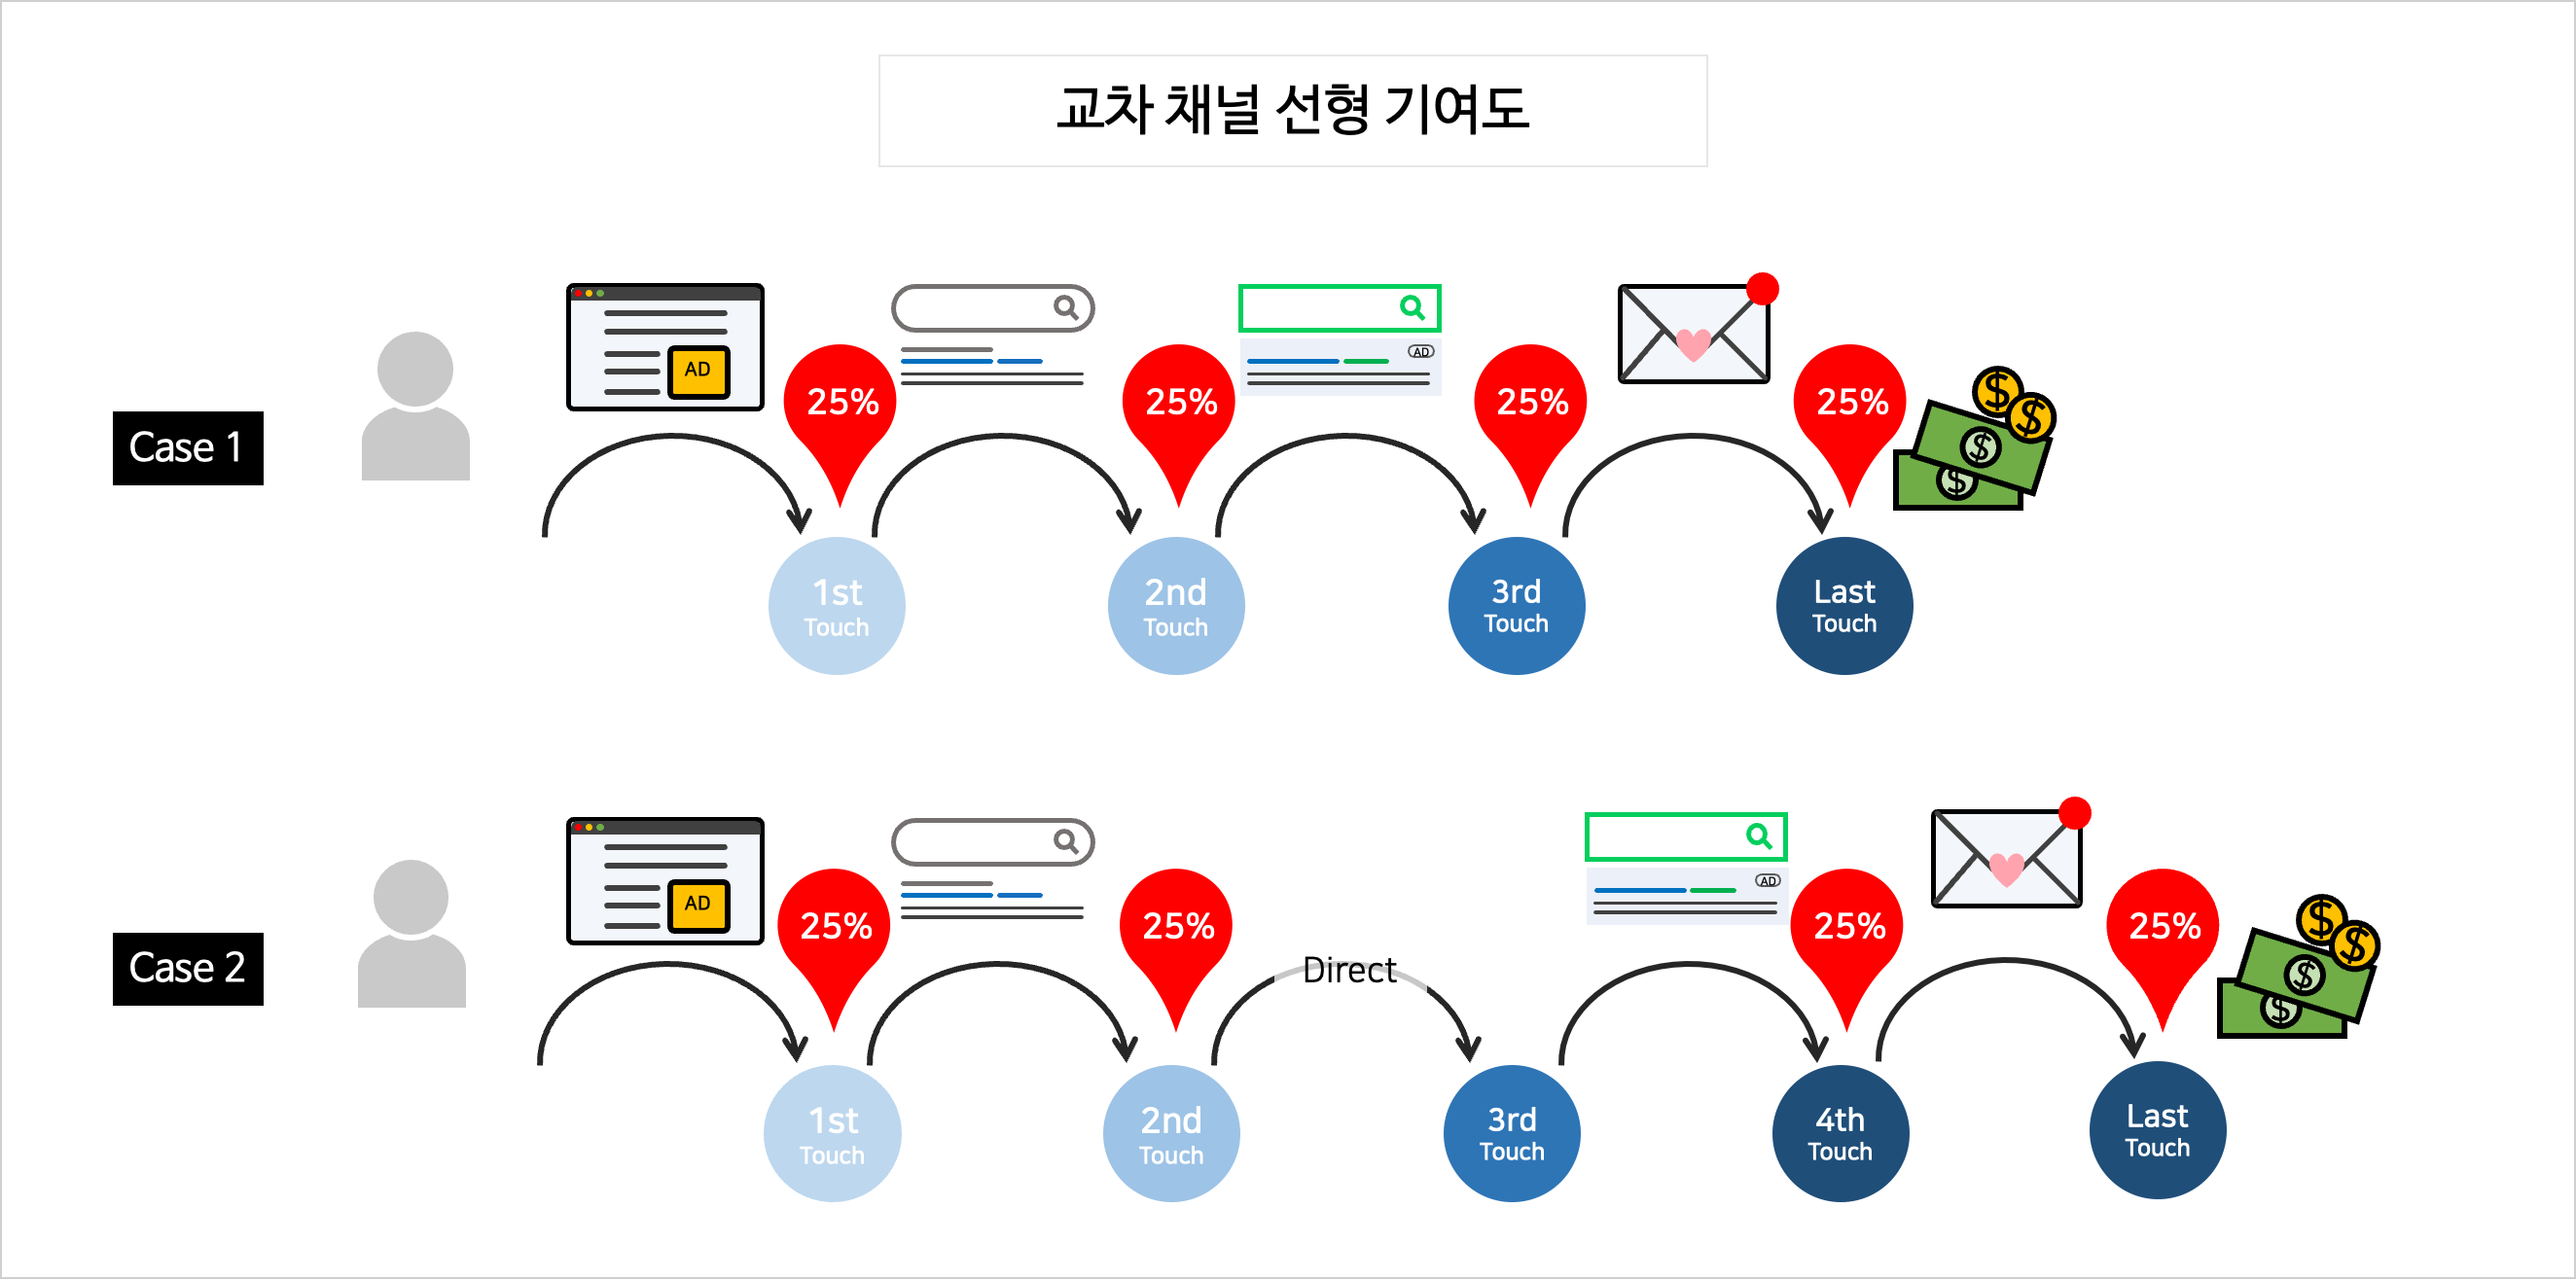 교차 채널 선형 기여도
Case 1
AD
25%
25%
AD
25%
25%
$
$
$
$
1st
Touch
2nd
Touch
3rd
Touch
Last
Touch
Case 2
AD
25%
25%
Direct
AD
25%
25%
$
$
$
$
1st
Touch
2nd
Touch
3rd
Touch
4th
Touch
Last
Touch